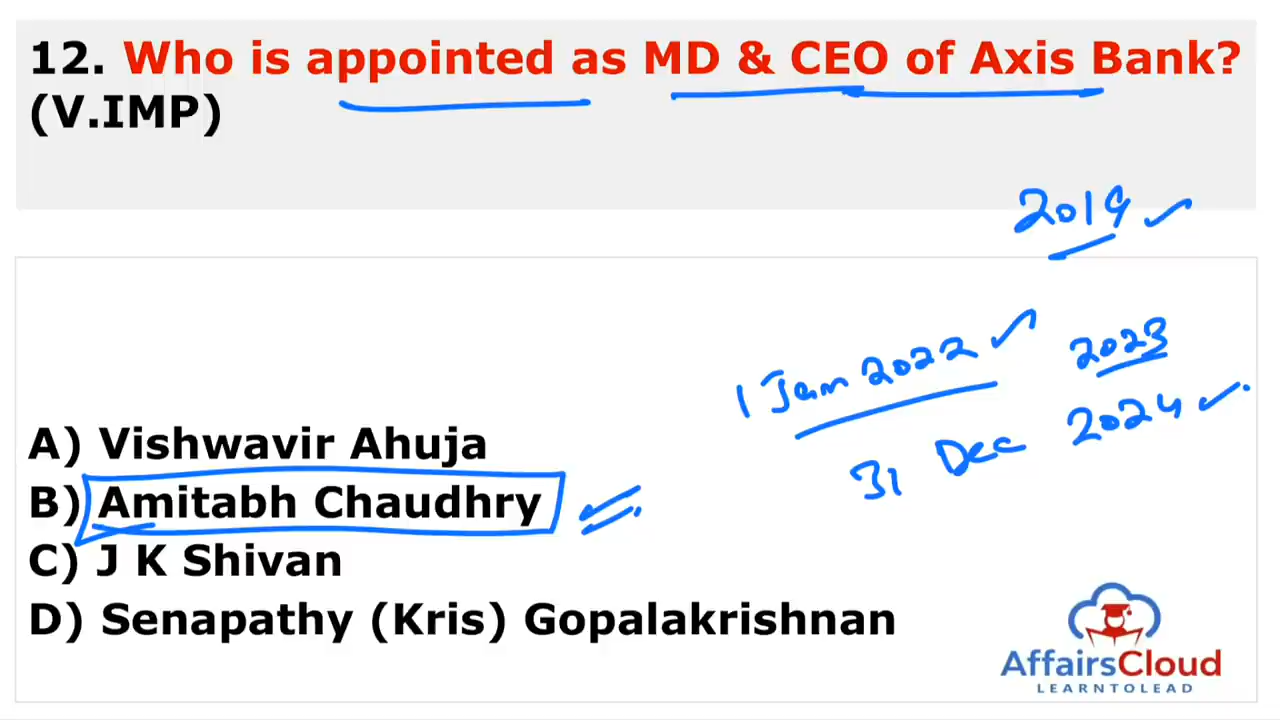 12. Who is appointed as MD & CEO of Axis Bank?
(V.IMP)
2019
1 Jan 2022
2023
31 Dec 2024
A) Vishwavir Ahuja
B) Amitabh Chaudhry
C) J K Shivan
D) Senapathy (Kris) Gopalakrishnan
AffairsCloud
LEARNTOLEAD